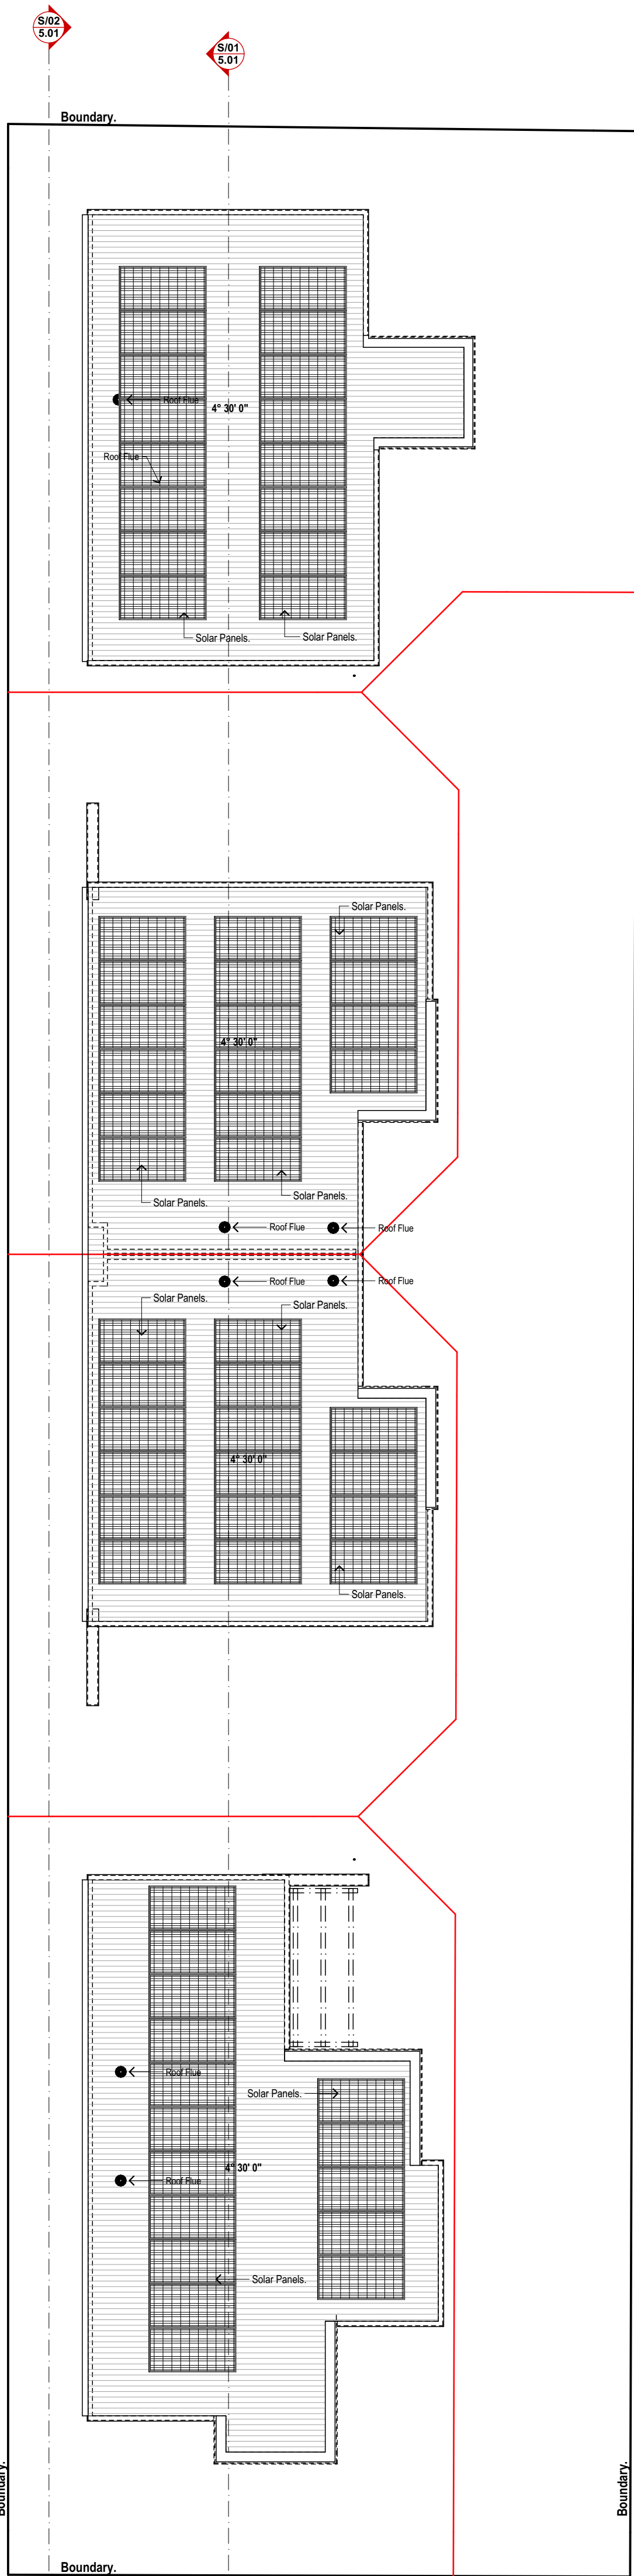 S/02
5.01
S/01
5.01
Boundary.
Roof Flue
4° 30' 0"
Roof Flue
Solar Panels.
Solar Panels.
Solar Panels.
4° 30' 0"
Solar Panels.
Solar Panels.
Roof Flue
Roof Flue
Roof Flue
Roof Flue
Solar Panels.
Solar Panels.
4° 30' 0"
Solar Panels.
Roof Flue
Solar Panels.
4° 30' 0"
Roof Flue
Solar Panels.
Boundary.
Boundary.
Boundary.